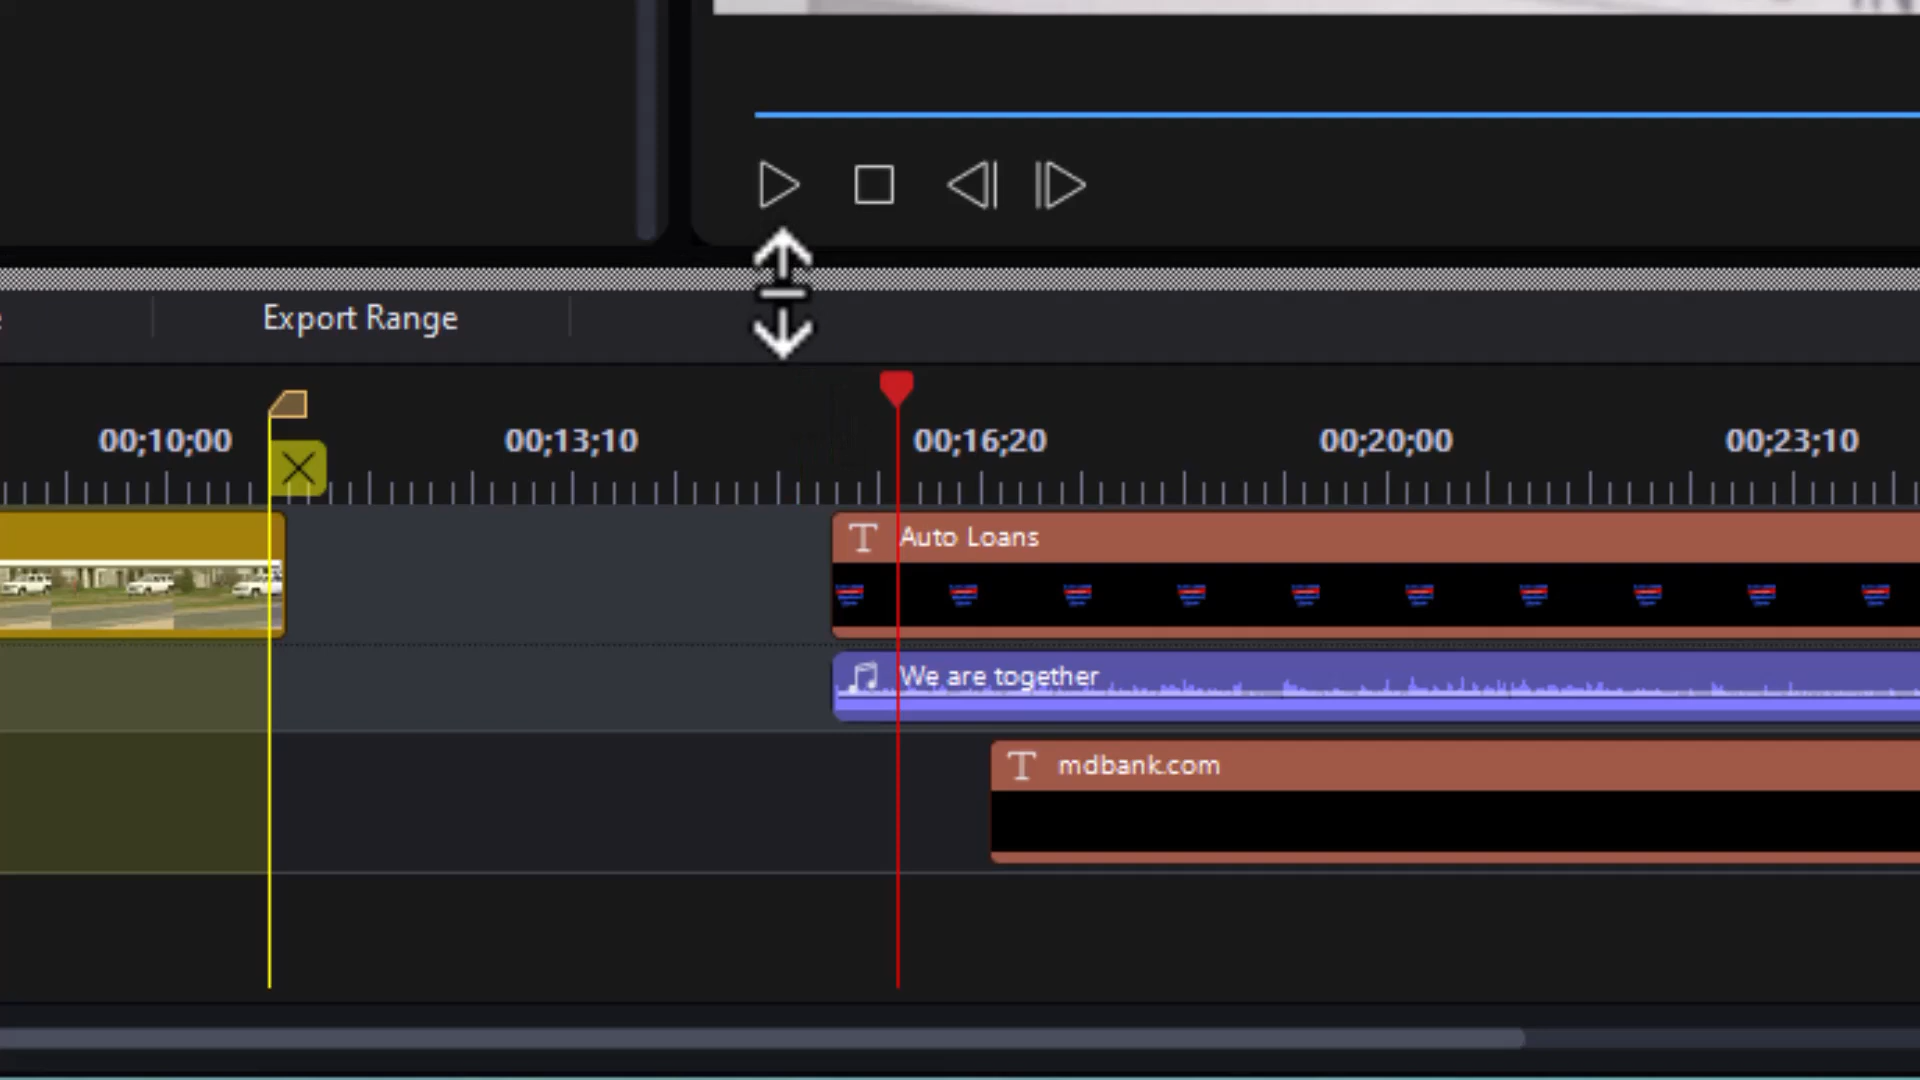 Export Range
00;10;00
00;13;10
00;16;20
00;20;00
00;23;10
Auto Loans
We are together
mdbank.com